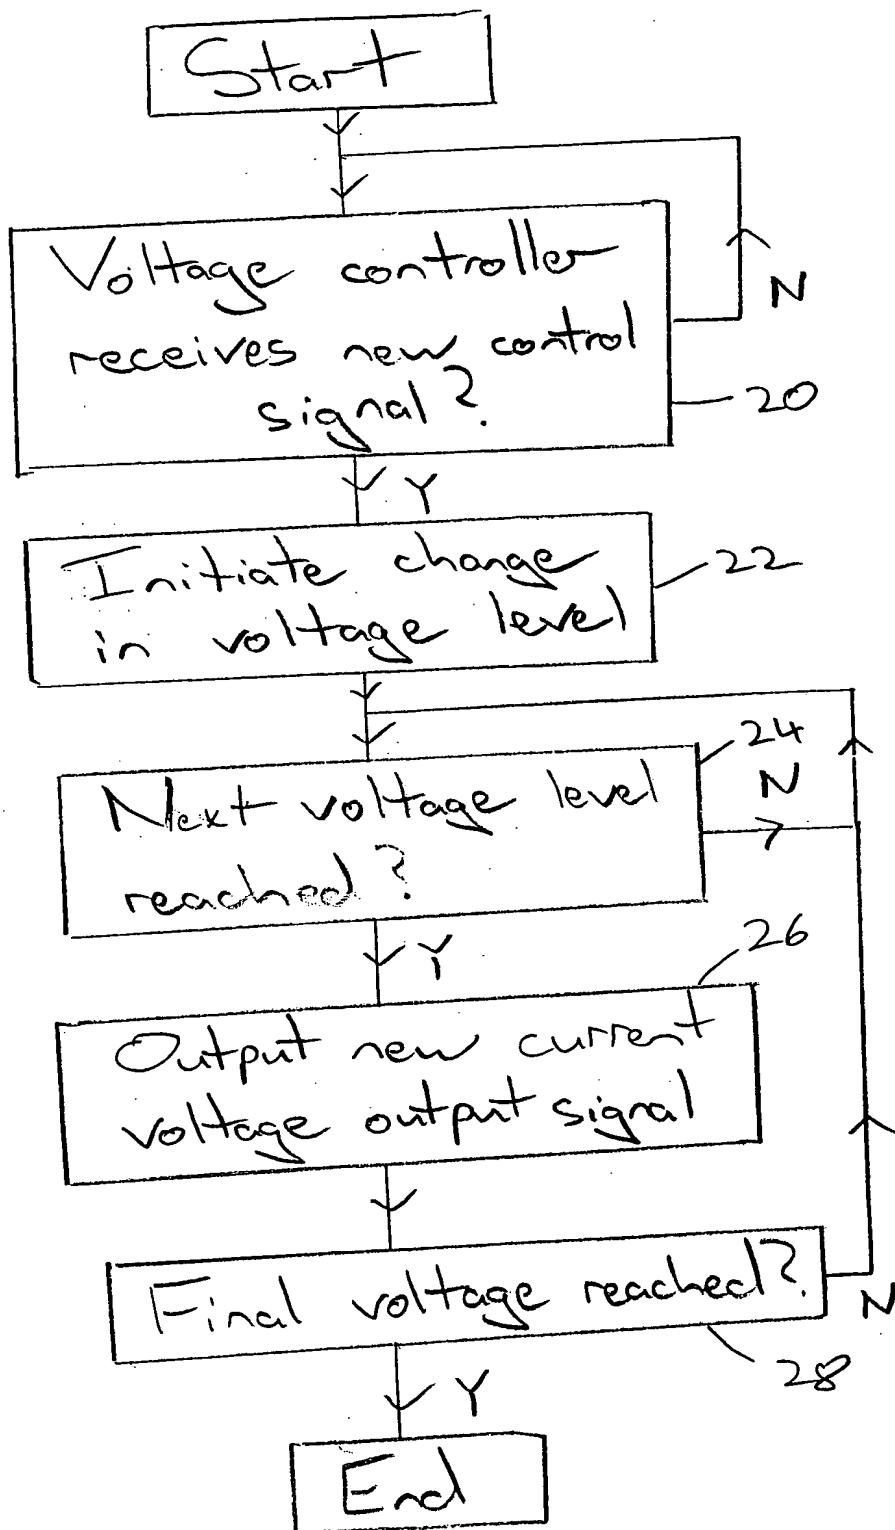 Start
Voltage controller
receives new control
signal?
N
20
Y
Initiate change
in voltage level
22
Next voltage level
reached?
24
N
Y
Output new current
voltage output signal
26
Final voltage reached?
N
28
Y
End